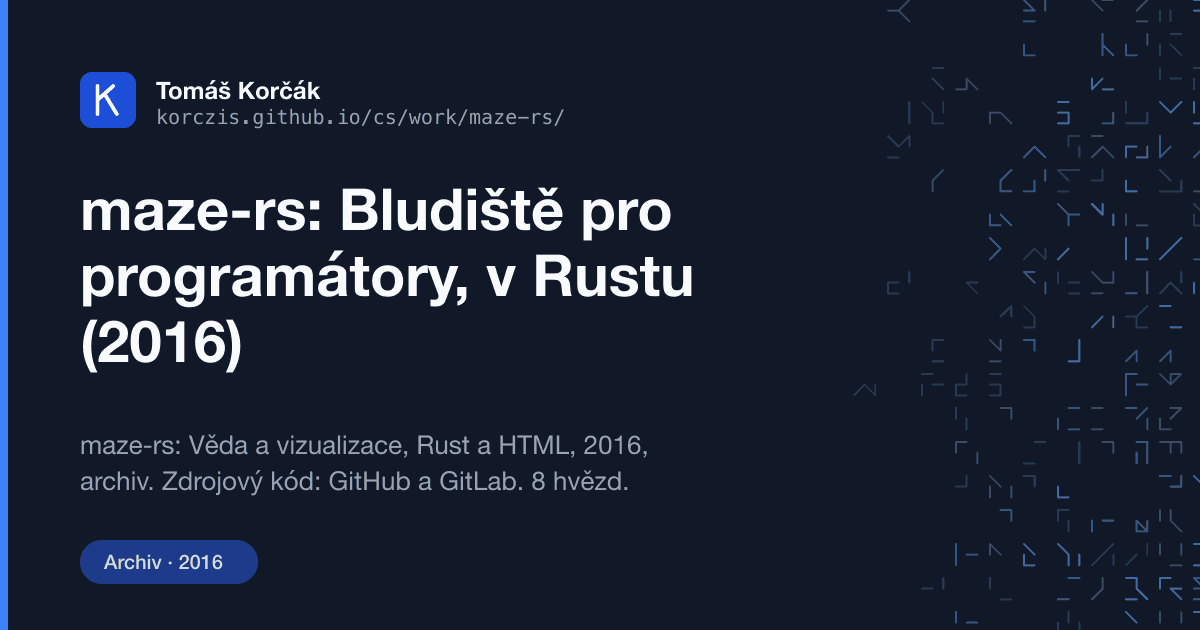 K
Tomáš Korčák
korczis.github.io/cs/work/maze-rs/
maze-rs: Bludiště pro
programátory, v Rustu
(2016)
maze-rs: Věda a vizualizace, Rust a HTML, 2016,
archiv. Zdrojový kód: GitHub a GitLab. 8 hvězd.
Archiv · 2016